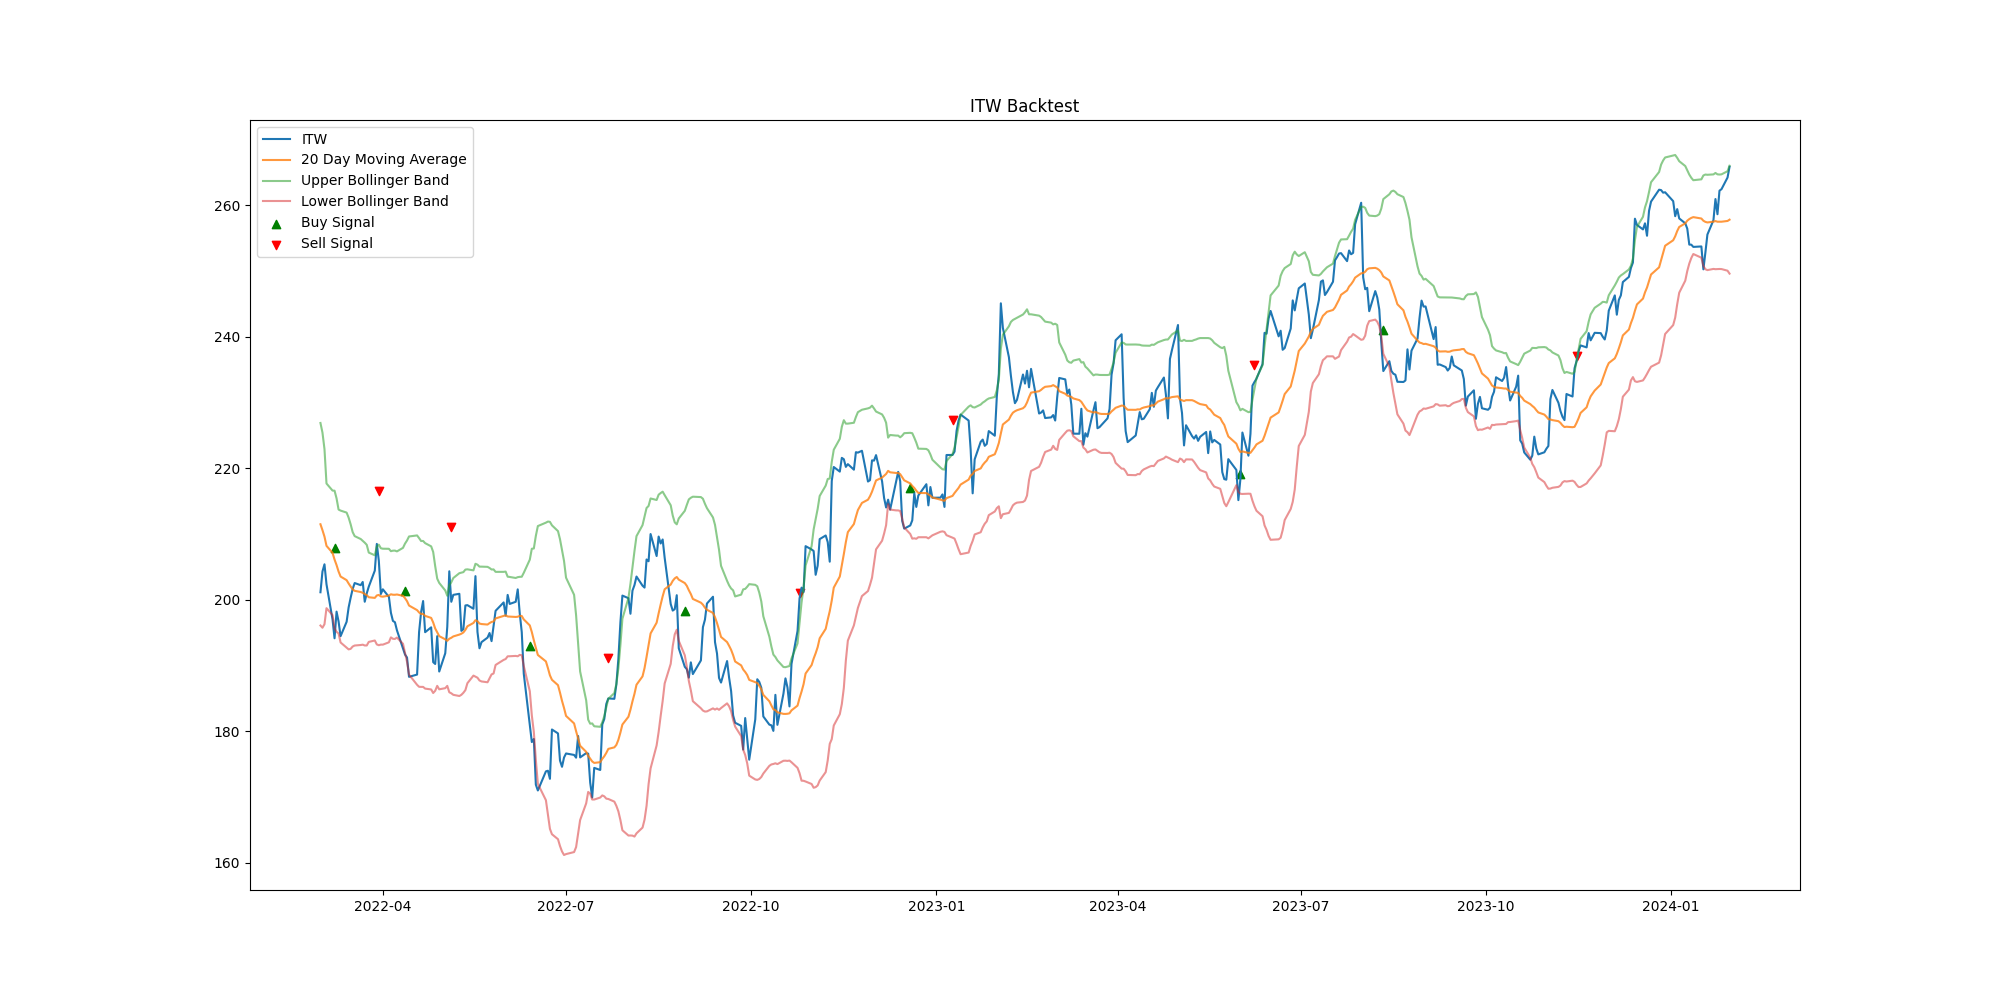 ITW Backtest
ITW
20 Day Moving Average
Upper Bollinger Band
Lower Bollinger Band
Buy Signal
Sell Signal
260
240
220
200
180
160
2022-04 2022-07 2022-10 2023-01 2023-04 2023-07 2023-10 2024-01